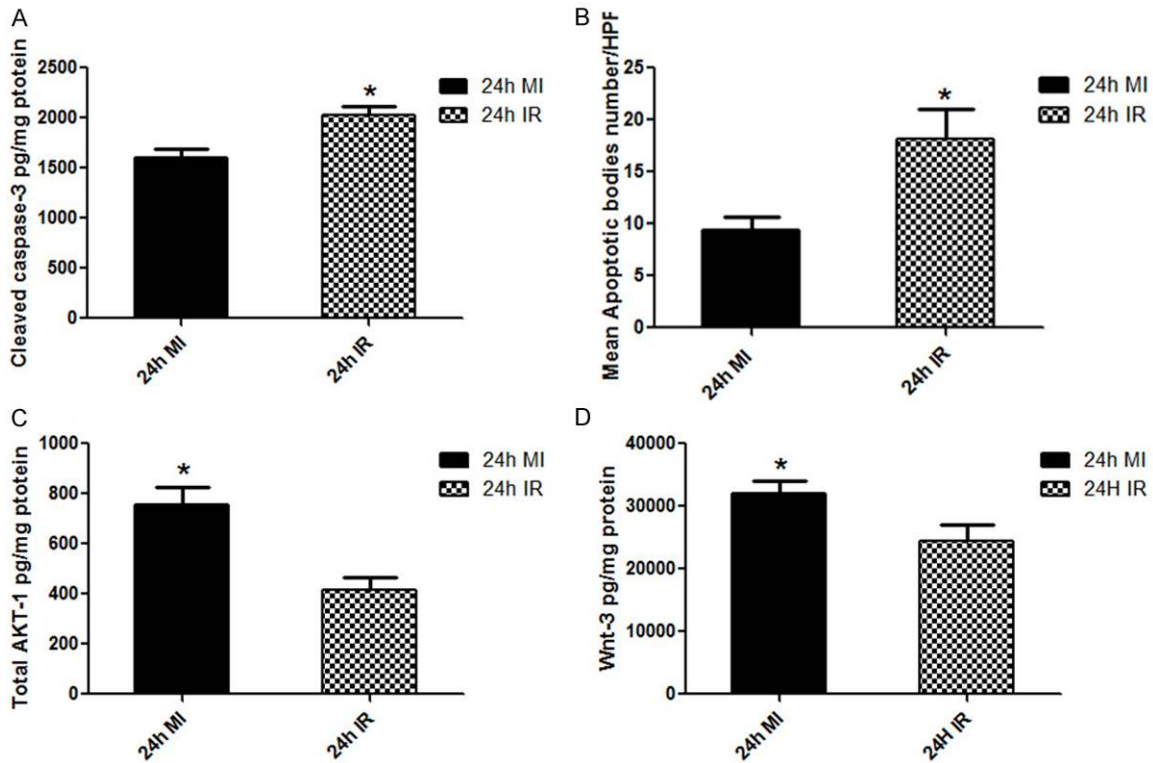 A
Cleaved caspase-3 pg/mg ptotein
2500
2000
1500
1000
500
0
*
24h MI
24h IR
24h MI
24h IR
B
Mean Apoptotic bodies number/HPF
25
20
15
10
5
0
*
24h MI
24h IR
24h MI
24h IR
C
Total AKT-1 pg/mg ptotein
1000
800
600
400
200
0
*
24h MI
24h IR
24h MI
24h IR
D
Wnt-3 pg/mg protein
40000
30000
20000
10000
0
*
24h MI
24H IR
24h MI
24H IR